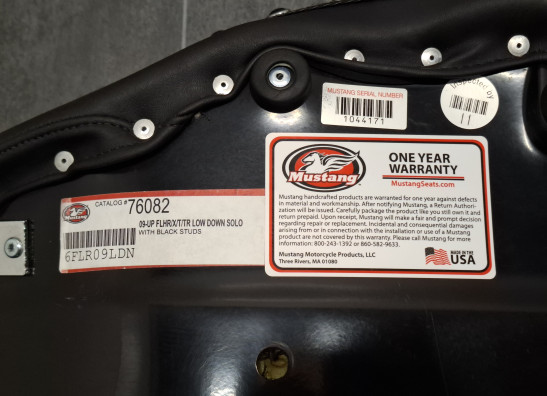 MUSTANG SERIAL NUMBER
1044171
Inspected by
11
Mustang
ONE YEAR
WARRANTY
MustangSeats.com
Mustang handcrafted products are warranted for one year against defects
in material and workmanship. After notifying Mustang, a Return Authori-
zation will be issued. Carefully package the product like you still own it and
return prepaid. Upon receipt, Mustang will make a fair and prompt decision
regarding repair or replacement. Incidental and consequential damages
arising from or in connection with the installation or use of a Mustang
product are not covered by this warranty. Please call Mustang for more
information: 800-243-1392 or 860-582-9633.
Mustang Motorcycle Products, LLC
Three Rivers, MA 01080
MADE IN THE
USA
Mustang
CATALOG #76082
09-UP FLHR/X/T/TR LOW DOWN SOLO
WITH BLACK STUDS
6FLR09LDN